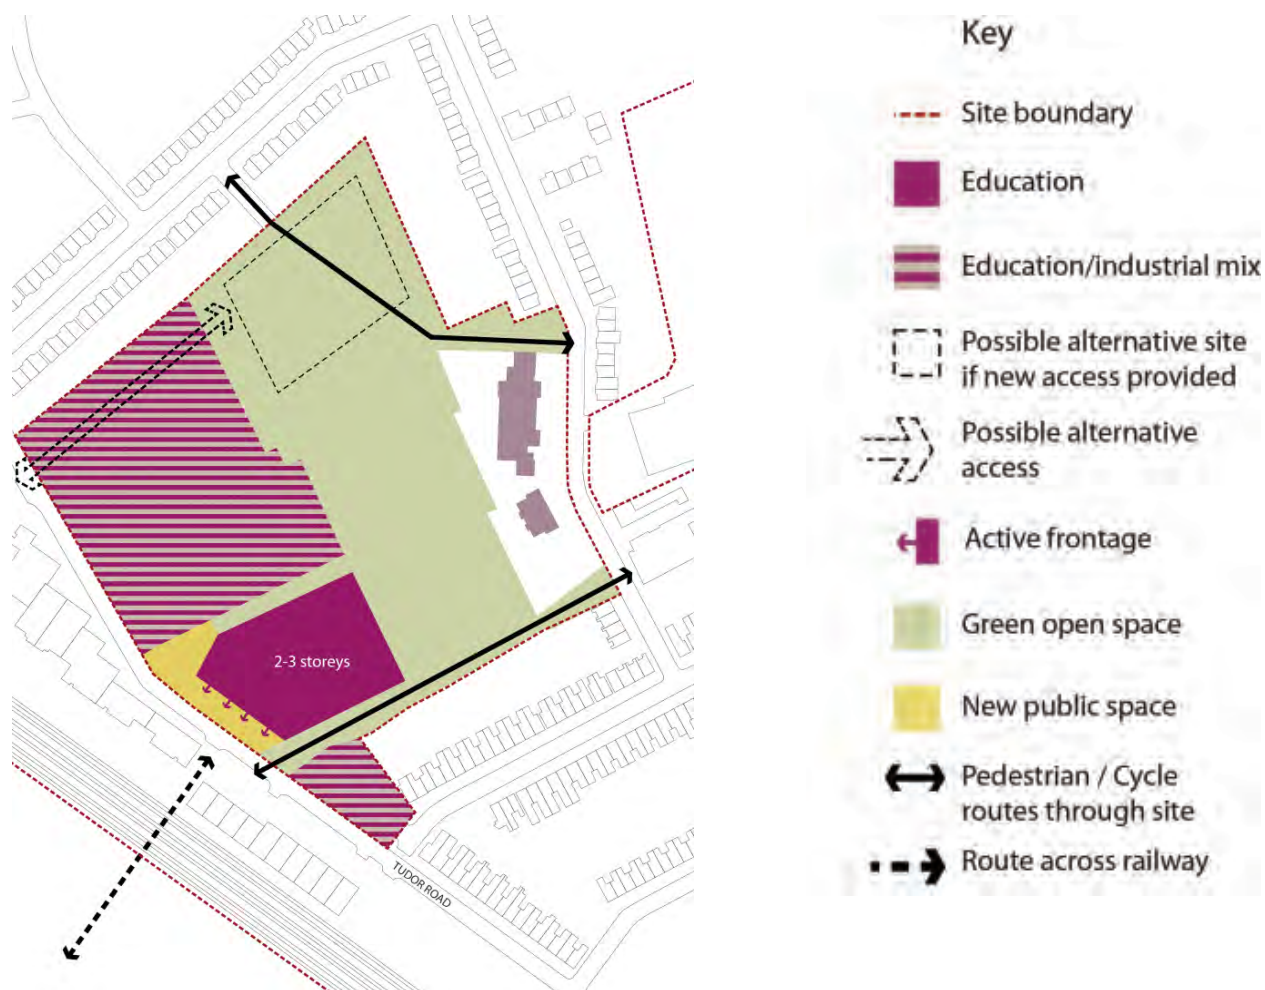 2-3 storeys
TUDOR ROAD
Key
Site boundary
Education
Education/industrial mix
Possible alternative site
if new access provided
Possible alternative
access
Active frontage
Green open space
New public space
Pedestrian / Cycle
routes through site
Route across railway